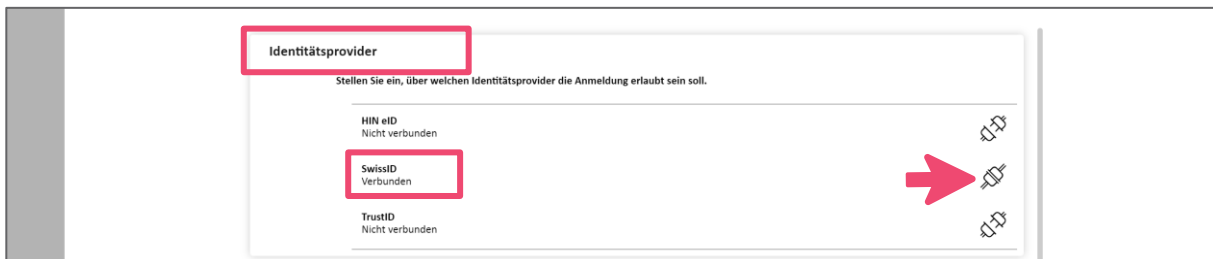 Identitätsprovider
Stellen Sie ein, über welchen Identitätsprovider die Anmeldung erlaubt sein soll.
HIN eID
Nicht verbunden
SwissID
Verbunden
TrustID
Nicht verbunden